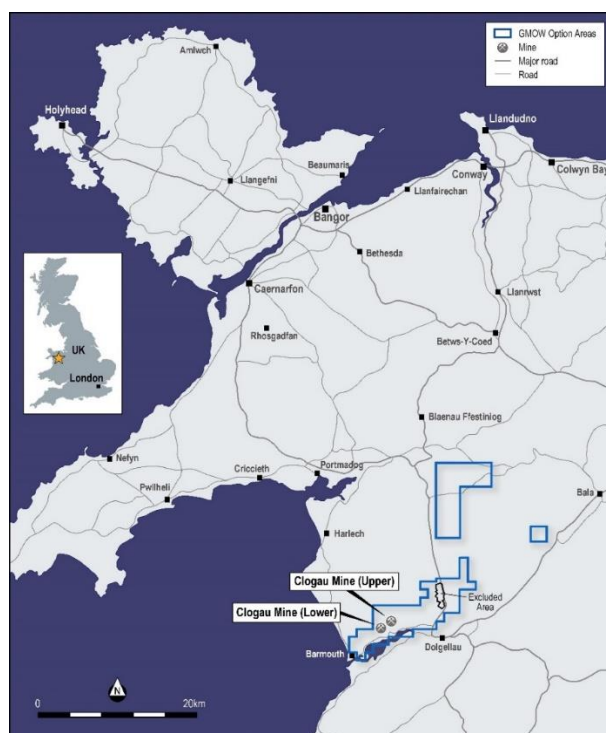 GMOW Option Areas
Mine
Major road
Road
Amlwch
Holyhead
Llandudno
Beaumaris
Conway
Colwyn Bay
Llangefni
Llanfairechan
Bangor
Bethesda
Caernarfon
Llanrwst
Rhosgadfan
Betws-Y-Coed
UK
London
Blaenau Ffestiniog
Nefyn
Criccieth
Portmadog
Pwllheli
Bala
Harlech
Clogau Mine (Upper)
Clogau Mine (Lower)
Excluded
Area
Barmouth
Dolgellau
N
0
20km